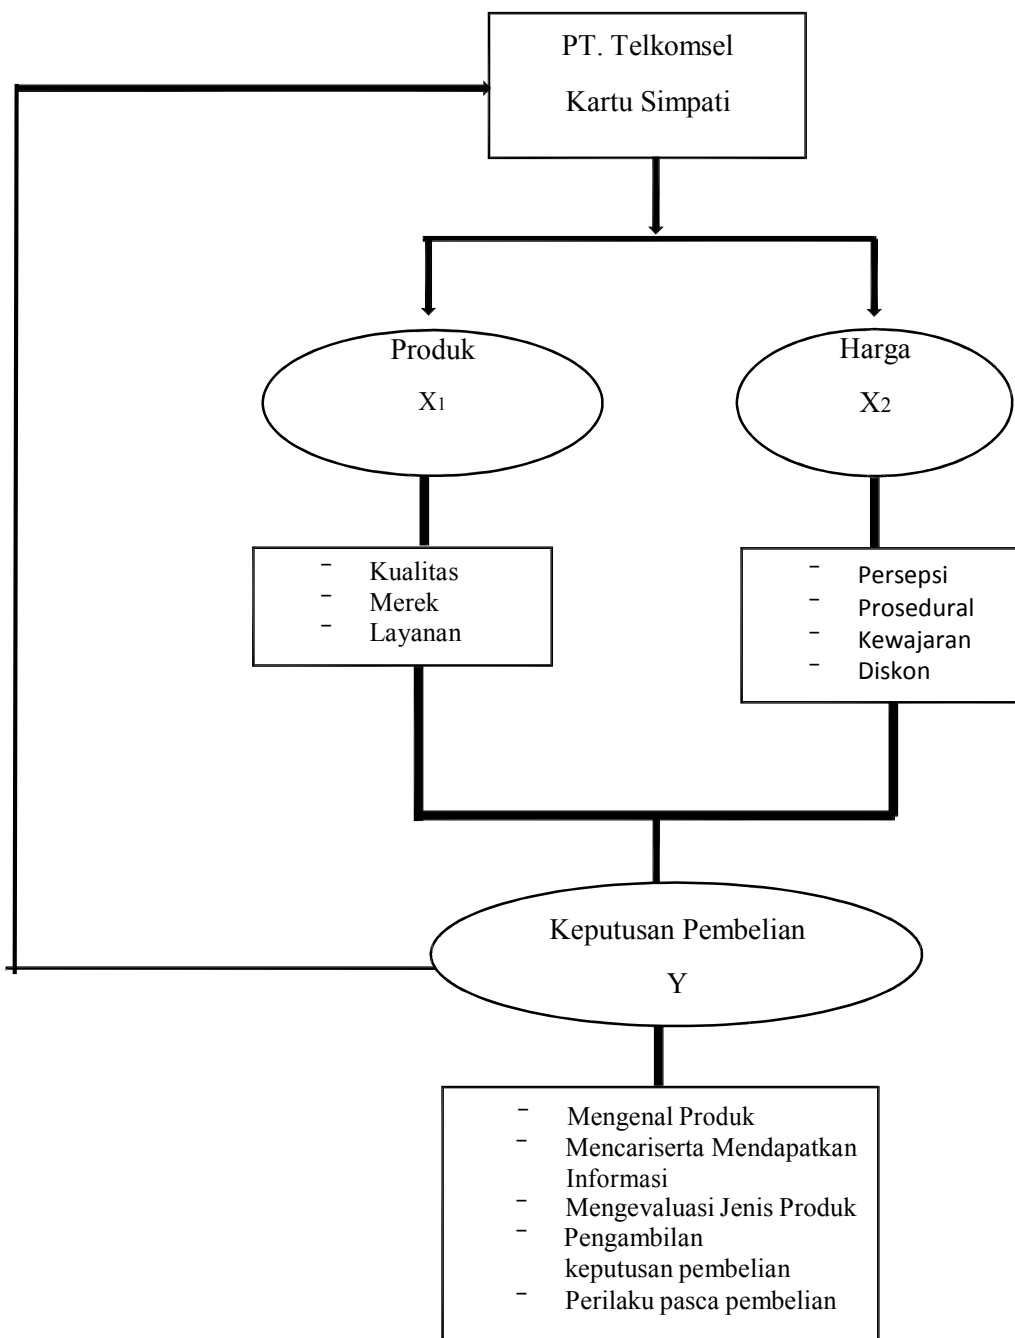 PT. Telkomsel
Kartu Simpati
Produk
X1
Harga
X2
- Kualitas
- Merek
- Layanan
- Persepsi
- Prosedural
- Kewajaran
- Diskon
Keputusan Pembelian
Y
- Mengenal Produk
- Mencariserta Mendapatkan
Informasi
- Mengevaluasi Jenis Produk
- Pengambilan
keputusan pembelian
- Perilaku pasca pembelian